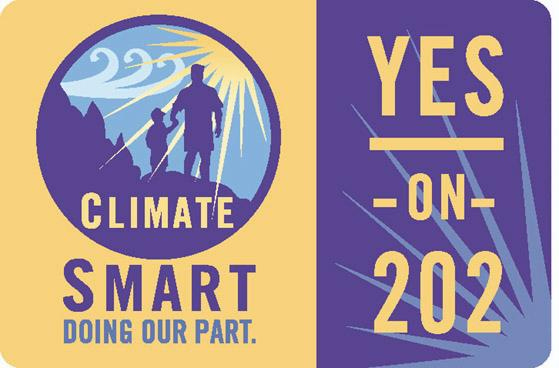 CLIMATE
SMART
DOING OUR PART.
YES
-ON-
202